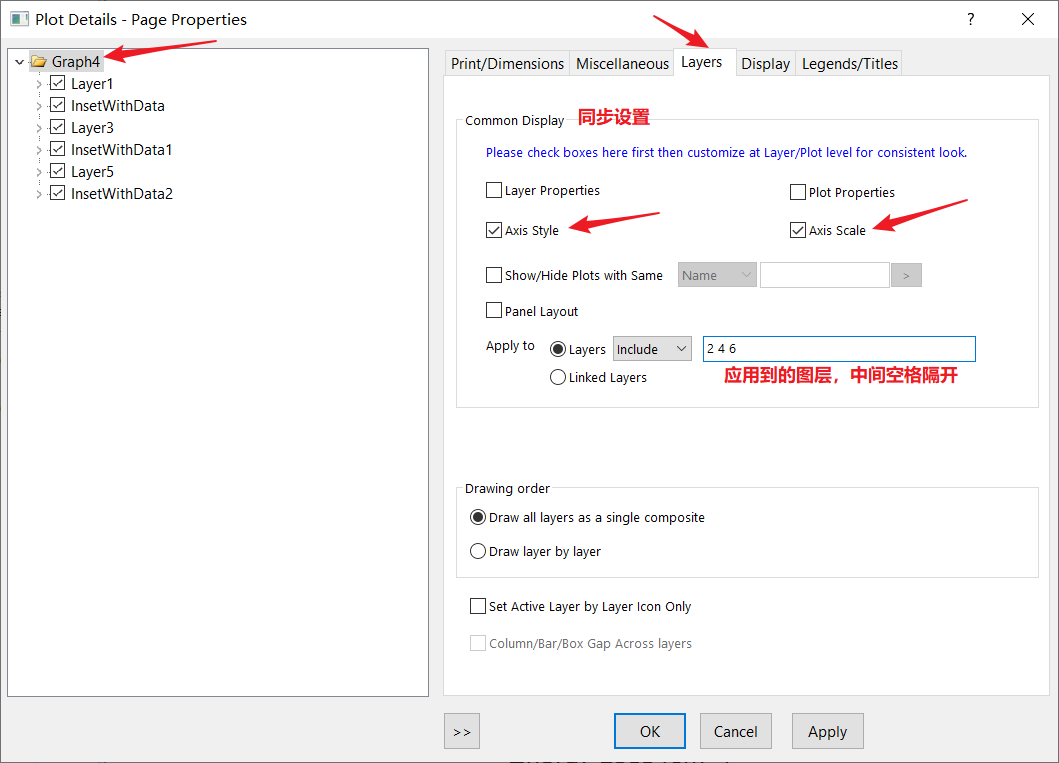 Plot Details - Page Properties
?
Graph4
Layer1
InsetWithData
Layer3
InsetWithData1
Layer5
InsetWithData2
Print/Dimensions Miscellaneous Layers Display Legends/Titles
Common Display 同步设置
Please check boxes here first then customize at Layer/Plot level for consistent look.
Layer Properties Plot Properties
Axis Style Axis Scale
Show/Hide Plots with Same Name >
Panel Layout
Apply to Layers Include 2 4 6
Linked Layers 应用到的图层，中间空格隔开
Drawing order
Draw all layers as a single composite
Draw layer by layer
Set Active Layer by Layer Icon Only
Column/Bar/Box Gap Across layers
>> OK Cancel Apply